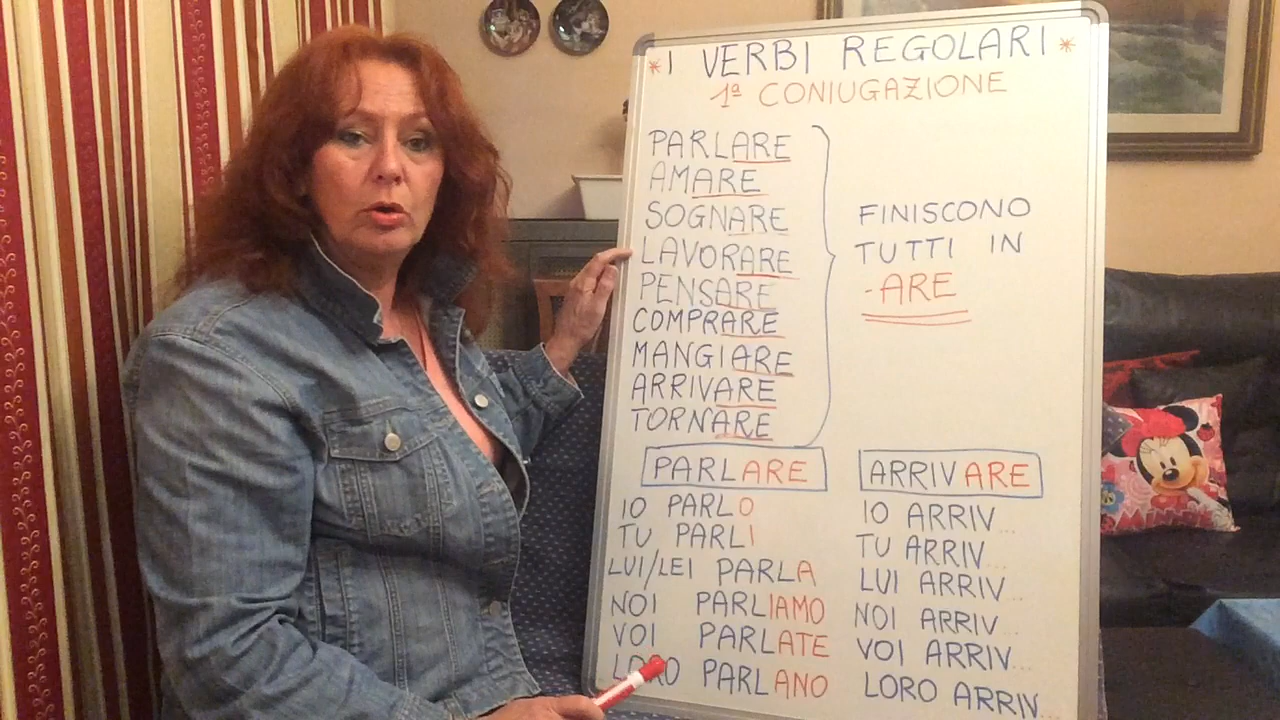 * I VERBI REGOLARI *
1ª CONIUGAZIONE
PARLARE
AMARE
SOGNARE
LAVORARE
PENSARE
COMPRARE
MANGIARE
ARRIVARE
TORNARE
FINISCONO
TUTTI IN
-ARE
PARLARE
IO PARLO
TU PARLI
LUI/LEI PARLA
NOI PARLIAMO
VOI PARLATE
LORO PARLANO
ARRIVARE
IO ARRIV...
TU ARRIV...
LUI ARRIV...
NOI ARRIV...
VOI ARRIV...
LORO ARRIV...